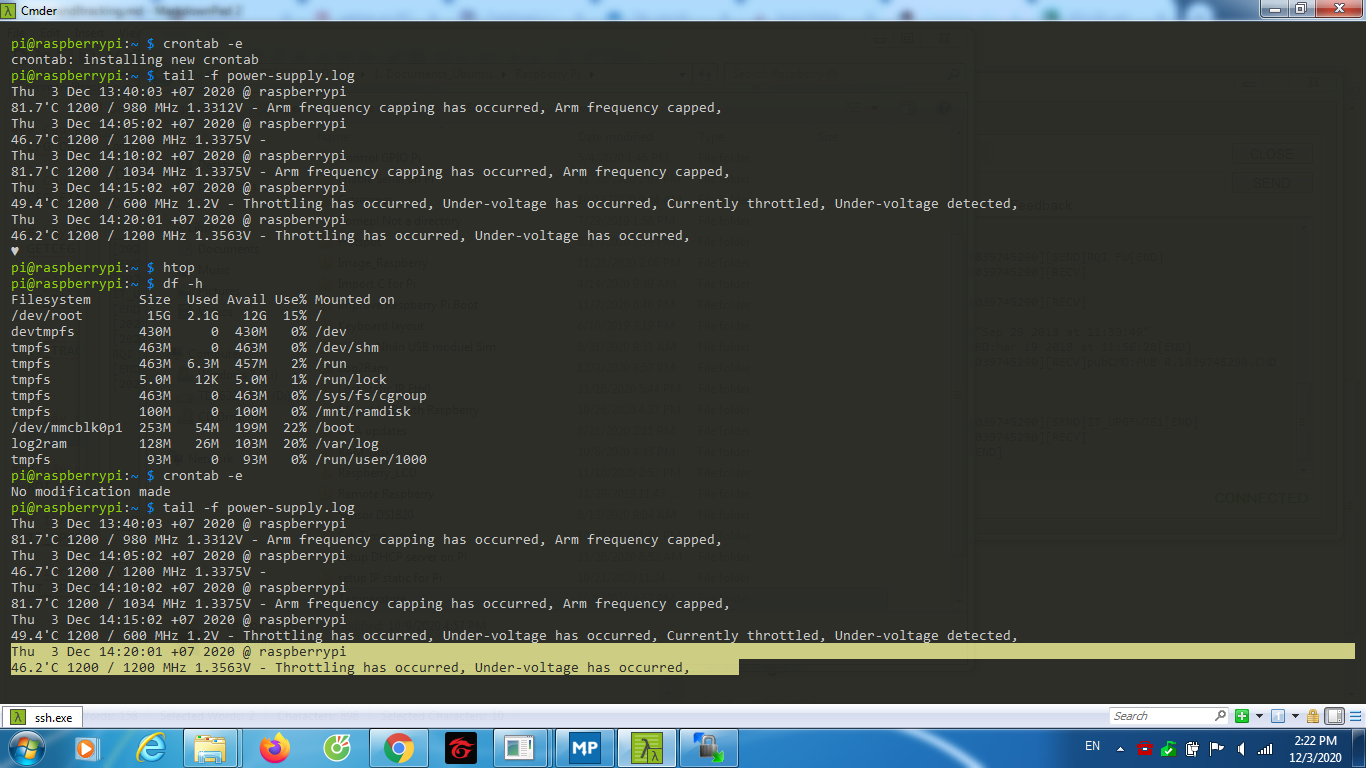 Cmder
pi@raspberrypi:~ $ crontab -e
crontab: installing new crontab
pi@raspberrypi:~ $ tail -f power-supply.log
Thu  3 Dec 13:40:03 +07 2020 @ raspberrypi
81.7'C 1200 / 980 MHz 1.3312V - Arm frequency capping has occurred, Arm frequency capped,
Thu  3 Dec 14:05:02 +07 2020 @ raspberrypi
46.7'C 1200 / 1200 MHz 1.3375V -
Thu  3 Dec 14:10:02 +07 2020 @ raspberrypi
81.7'C 1200 / 1034 MHz 1.3375V - Arm frequency capping has occurred, Arm frequency capped,
Thu  3 Dec 14:15:02 +07 2020 @ raspberrypi
49.4'C 1200 / 600 MHz 1.2V - Throttling has occurred, Under-voltage has occurred, Currently throttled, Under-voltage detected,
Thu  3 Dec 14:20:01 +07 2020 @ raspberrypi
46.2'C 1200 / 1200 MHz 1.3563V - Throttling has occurred, Under-voltage has occurred,
♥
pi@raspberrypi:~ $ htop
pi@raspberrypi:~ $ df -h
Filesystem      Size  Used Avail Use% Mounted on
/dev/root        15G  2.1G   12G  15% /
devtmpfs        430M     0  430M   0% /dev
tmpfs           463M     0  463M   0% /dev/shm
tmpfs           463M  6.3M  457M   2% /run
tmpfs           5.0M   12K  5.0M   1% /run/lock
tmpfs           463M     0  463M   0% /sys/fs/cgroup
tmpfs           100M     0  100M   0% /mnt/ramdisk
/dev/mmcblk0p1  253M   54M  199M  22% /boot
log2ram         128M   26M  103M  20% /var/log
tmpfs            93M     0   93M   0% /run/user/1000
pi@raspberrypi:~ $ crontab -e
No modification made
pi@raspberrypi:~ $ tail -f power-supply.log
Thu  3 Dec 13:40:03 +07 2020 @ raspberrypi
81.7'C 1200 / 980 MHz 1.3312V - Arm frequency capping has occurred, Arm frequency capped,
Thu  3 Dec 14:05:02 +07 2020 @ raspberrypi
46.7'C 1200 / 1200 MHz 1.3375V -
Thu  3 Dec 14:10:02 +07 2020 @ raspberrypi
81.7'C 1200 / 1034 MHz 1.3375V - Arm frequency capping has occurred, Arm frequency capped,
Thu  3 Dec 14:15:02 +07 2020 @ raspberrypi
49.4'C 1200 / 600 MHz 1.2V - Throttling has occurred, Under-voltage has occurred, Currently throttled, Under-voltage detected,
Thu  3 Dec 14:20:01 +07 2020 @ raspberrypi
46.2'C 1200 / 1200 MHz 1.3563V - Throttling has occurred, Under-voltage has occurred,
CLOSE
SEND
CONNECTED
ssh.exe
Search
MP
EN
2:22 PM
12/3/2020